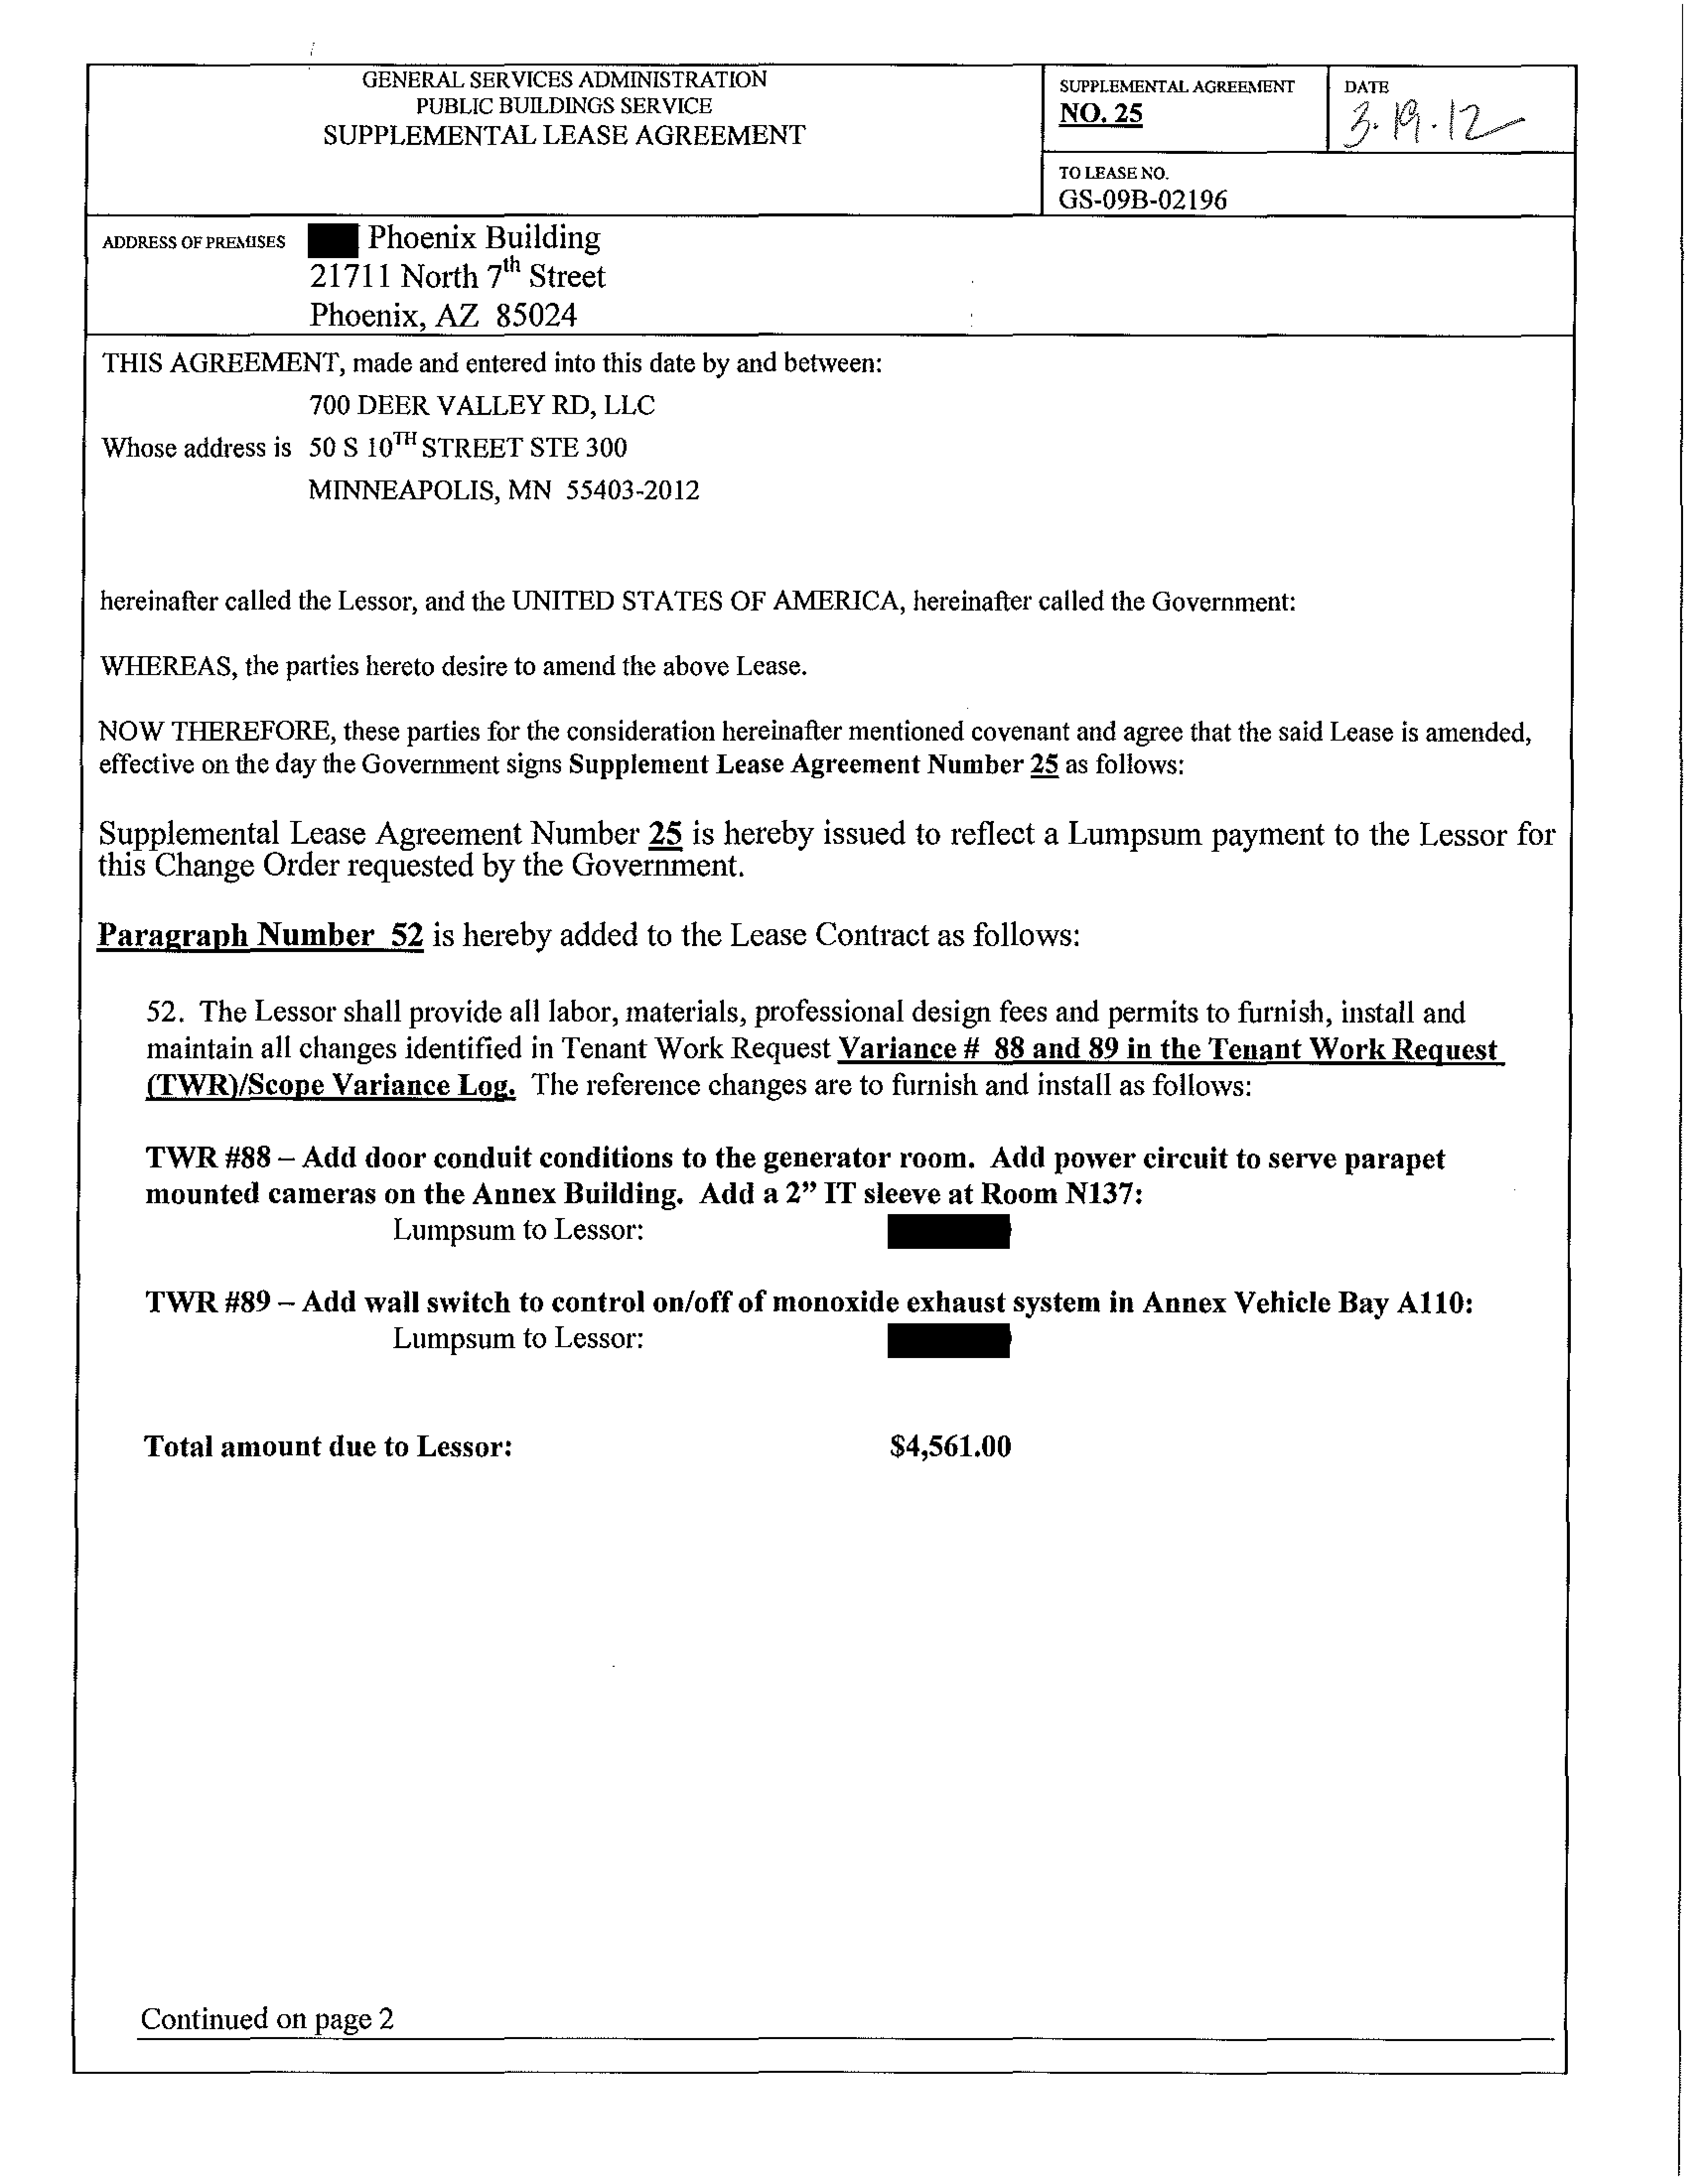 GENERAL SERVICES ADMINISTRATION
PUBLIC BUILDINGS SERVICE
SUPPLEMENTAL LEASE AGREEMENT
SUPPLEMENTAL AGREEMENT
NO. 25
DATE
3.19.12
TO LEASE NO.
GS-09B-02196
ADDRESS OF PREMISES
Phoenix Building
21711 North 7th Street
Phoenix, AZ 85024
THIS AGREEMENT, made and entered into this date by and between:
700 DEER VALLEY RD, LLC
Whose address is 50 S 10TH STREET STE 300
MINNEAPOLIS, MN 55403-2012
hereinafter called the Lessor, and the UNITED STATES OF AMERICA, hereinafter called the Government:
WHEREAS, the parties hereto desire to amend the above Lease.
NOW THEREFORE, these parties for the consideration hereinafter mentioned covenant and agree that the said Lease is amended,
effective on the day the Government signs Supplement Lease Agreement Number 25 as follows:
Supplemental Lease Agreement Number 25 is hereby issued to reflect a Lumpsum payment to the Lessor for
this Change Order requested by the Government.
Paragraph Number 52 is hereby added to the Lease Contract as follows:
52. The Lessor shall provide all labor, materials, professional design fees and permits to furnish, install and
maintain all changes identified in Tenant Work Request Variance # 88 and 89 in the Tenant Work Request
(TWR)/Scope Variance Log. The reference changes are to furnish and install as follows:
TWR #88 – Add door conduit conditions to the generator room. Add power circuit to serve parapet
mounted cameras on the Annex Building. Add a 2” IT sleeve at Room N137:
Lumpsum to Lessor:
TWR #89 – Add wall switch to control on/off of monoxide exhaust system in Annex Vehicle Bay A110:
Lumpsum to Lessor:
Total amount due to Lessor: $4,561.00
Continued on page 2